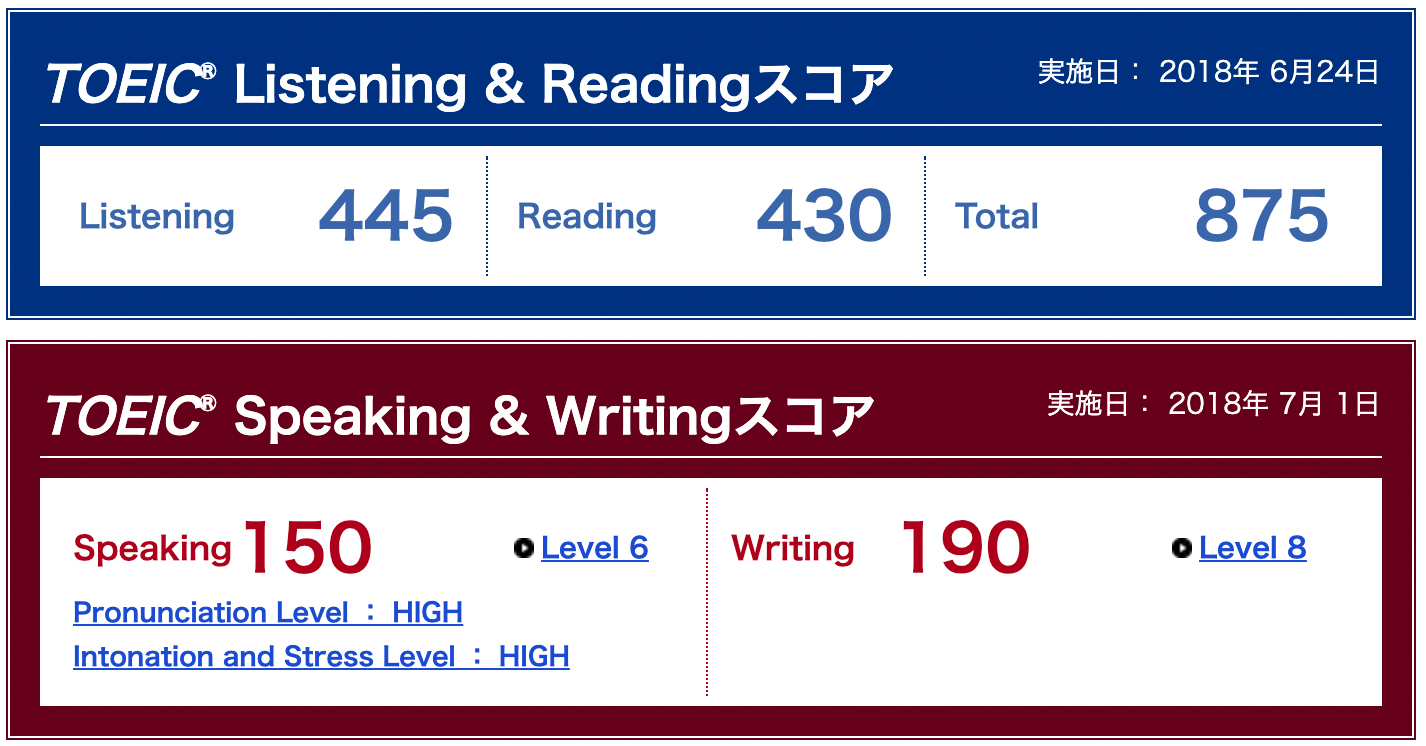 TOEIC® Listening & Readingスコア 実施日： 2018年 6月24日
Listening 445 Reading 430 Total 875
TOEIC® Speaking & Writingスコア 実施日： 2018年 7月 1日
Speaking 150 Level 6 Writing 190 Level 8
Pronunciation Level ： HIGH
Intonation and Stress Level ： HIGH